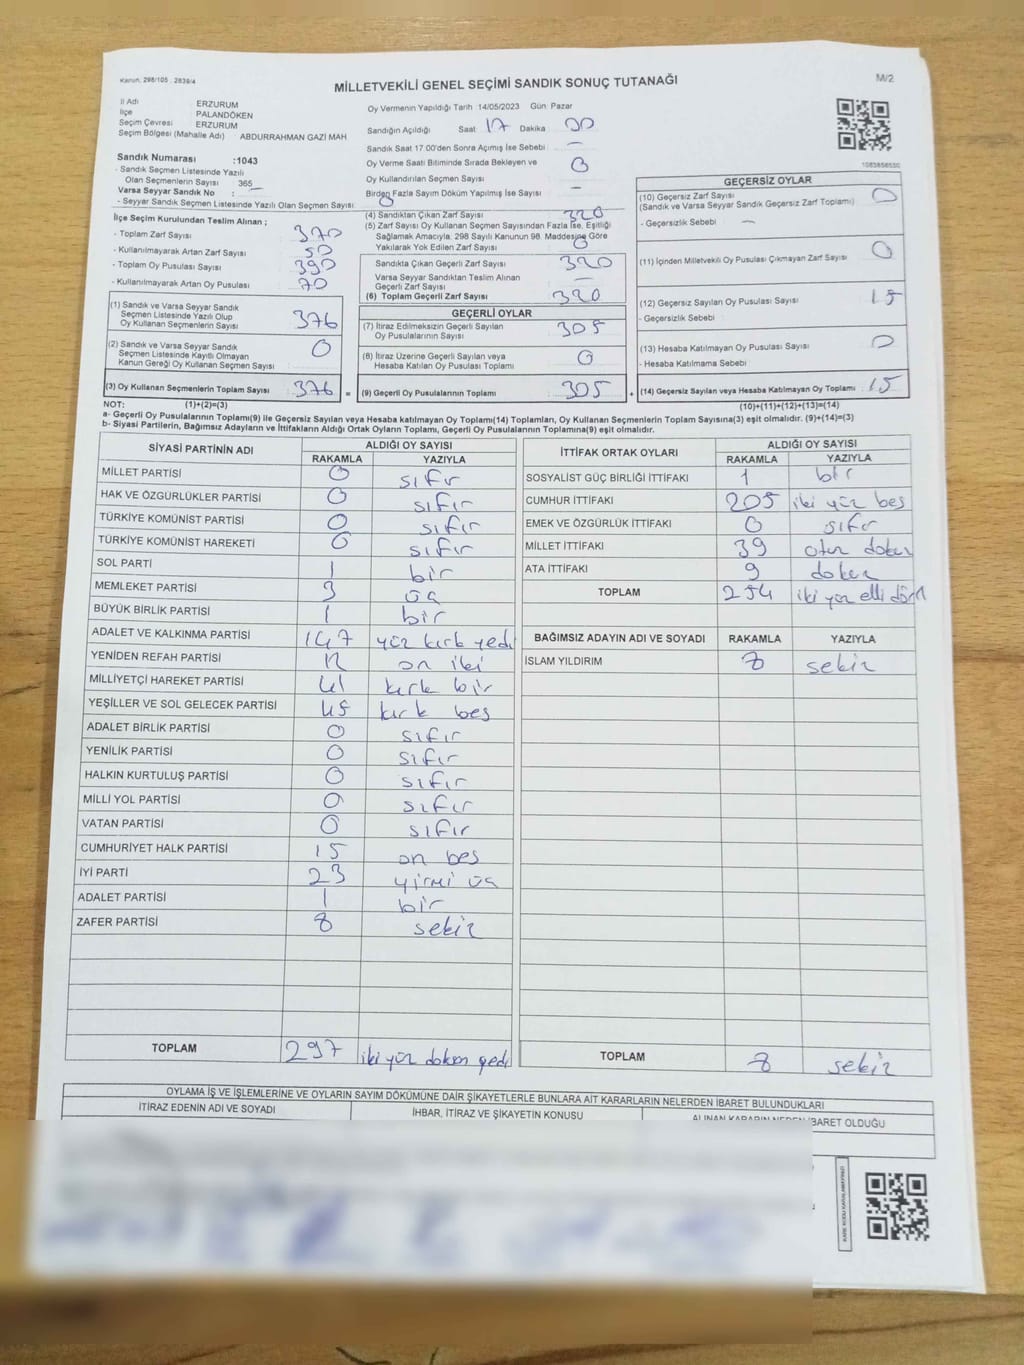 Kanun: 298/105 : 2839/4
MİLLETVEKİLİ GENEL SEÇİMİ SANDIK SONUÇ TUTANAĞI
M/2
İl Adı ERZURUM
İlçe PALANDÖKEN
Seçim Çevresi ERZURUM
Seçim Bölgesi (Mahalle Adı) ABDURRAHMAN GAZİ MAH
Sandık Numarası :1043
- Sandık Seçmen Listesinde Yazılı
Olan Seçmenlerin Sayısı 365
Varsa Seyyar Sandık No : —
- Seyyar Sandık Seçmen Listesinde Yazılı Olan Seçmen Sayısı 0
Oy Vermenin Yapıldığı Tarih 14/05/2023 Gün: Pazar
Sandığın Açıldığı Saat 17 Dakika 00
Sandık Saat 17:00'den Sonra Açılmış İse Sebebi : —
Oy Verme Saati Bitiminde Sırada Bekleyen ve
Oy Kullandırılan Seçmen Sayısı 0
Birden Fazla Sayım Döküm Yapılmış İse Sayısı —
1083656530
İlçe Seçim Kurulundan Teslim Alınan ;
- Toplam Zarf Sayısı 370
- Kullanılmayarak Artan Zarf Sayısı 50
- Toplam Oy Pusulası Sayısı 390
- Kullanılmayarak Artan Oy Pusulası 70
(1) Sandık ve Varsa Seyyar Sandık
Seçmen Listesinde Yazılı Olup
Oy Kullanan Seçmenlerin Sayısı 376
(2) Sandık ve Varsa Seyyar Sandık
Seçmen Listesinde Kayıtlı Olmayan
Kanun Gereği Oy Kullanan Seçmen Sayısı 0
(3) Oy Kullanan Seçmenlerin Toplam Sayısı 376 =
(4) Sandıktan Çıkan Zarf Sayısı 320
(5) Zarf Sayısı Oy Kullanan Seçmen Sayısından Fazla İse, Eşitliği
Sağlamak Amacıyla, 298 Sayılı Kanunun 98. Maddesine Göre
Yakılarak Yok Edilen Zarf Sayısı 0
Sandıkta Çıkan Geçerli Zarf Sayısı 320
Varsa Seyyar Sandıktan Teslim Alınan
Geçerli Zarf Sayısı —
(6) Toplam Geçerli Zarf Sayısı 320
GEÇERLİ OYLAR
(7) İtiraz Edilmeksizin Geçerli Sayılan
Oy Pusulalarının Sayısı 305
(8) İtiraz Üzerine Geçerli Sayılan veya
Hesaba Katılan Oy Pusulası Toplamı 0
(9) Geçerli Oy Pusulalarının Toplamı 305 +
GEÇERSİZ OYLAR
(10) Geçersiz Zarf Sayısı 0
(Sandık ve Varsa Seyyar Sandık Geçersiz Zarf Toplamı)
- Geçersizlik Sebebi —
(11) İçinden Milletvekili Oy Pusulası Çıkmayan Zarf Sayısı 0
(12) Geçersiz Sayılan Oy Pusulası Sayısı 15
- Geçersizlik Sebebi
(13) Hesaba Katılmayan Oy Pusulası Sayısı 0
- Hesaba Katılmama Sebebi
(14) Geçersiz Sayılan veya Hesaba Katılmayan Oy Toplamı 15
NOT: (1)+(2)=(3) (10)+(11)+(12)+(13)=(14)
a- Geçerli Oy Pusulalarının Toplamı(9) ile Geçersiz Sayılan veya Hesaba katılmayan Oy Toplamı(14) Toplamları, Oy Kullanan Seçmenlerin Toplam Sayısına(3) eşit olmalıdır. (9)+(14)=(3)
b- Siyasi Partilerin, Bağımsız Adayların ve İttifakların Aldığı Ortak Oyların Toplamı, Geçerli Oy Pusulalarının Toplamına(9) eşit olmalıdır.
SİYASİ PARTİNİN ADI ALDIĞI OY SAYISI
RAKAMLA YAZIYLA
MİLLET PARTİSİ 0 sıfır
HAK VE ÖZGÜRLÜKLER PARTİSİ 0 sıfır
TÜRKİYE KOMÜNİST PARTİSİ 0 sıfır
TÜRKİYE KOMÜNİST HAREKETİ 0 sıfır
SOL PARTİ 1 bir
MEMLEKET PARTİSİ 3 üç
BÜYÜK BİRLİK PARTİSİ 1 bir
ADALET VE KALKINMA PARTİSİ 147 yüz kırk yedi
YENİDEN REFAH PARTİSİ 12 on iki
MİLLİYETÇİ HAREKET PARTİSİ 41 kırk bir
YEŞİLLER VE SOL GELECEK PARTİSİ 45 kırk beş
ADALET BİRLİK PARTİSİ 0 sıfır
YENİLİK PARTİSİ 0 sıfır
HALKIN KURTULUŞ PARTİSİ 0 sıfır
MİLLİ YOL PARTİSİ 0 sıfır
VATAN PARTİSİ 0 sıfır
CUMHURİYET HALK PARTİSİ 15 on beş
İYİ PARTİ 23 yirmi üç
ADALET PARTİSİ 1 bir
ZAFER PARTİSİ 8 sekiz
TOPLAM 297 iki yüz doksan yedi
İTTİFAK ORTAK OYLARI ALDIĞI OY SAYISI
RAKAMLA YAZIYLA
SOSYALİST GÜÇ BİRLİĞİ İTTİFAKI 1 bir
CUMHUR İTTİFAKI 205 iki yüz beş
EMEK VE ÖZGÜRLÜK İTTİFAKI 0 sıfır
MİLLET İTTİFAKI 39 otuz dokuz
ATA İTTİFAKI 9 dokuz
TOPLAM 254 iki yüz elli dört
BAĞIMSIZ ADAYIN ADI VE SOYADI RAKAMLA YAZIYLA
İSLAM YILDIRIM 8 sekiz
TOPLAM 8 sekiz
OYLAMA İŞ VE İŞLEMLERİNE VE OYLARIN SAYIM DÖKÜMÜNE DAİR ŞİKAYETLERLE BUNLARA AİT KARARLARIN NELERDEN İBARET BULUNDUKLARI
İTİRAZ EDENİN ADI VE SOYADI İHBAR, İTİRAZ VE ŞİKAYETİN KONUSU ALINAN KARARIN NEDEN İBARET OLDUĞU
KARE KODU KARALAMAYINIZ!